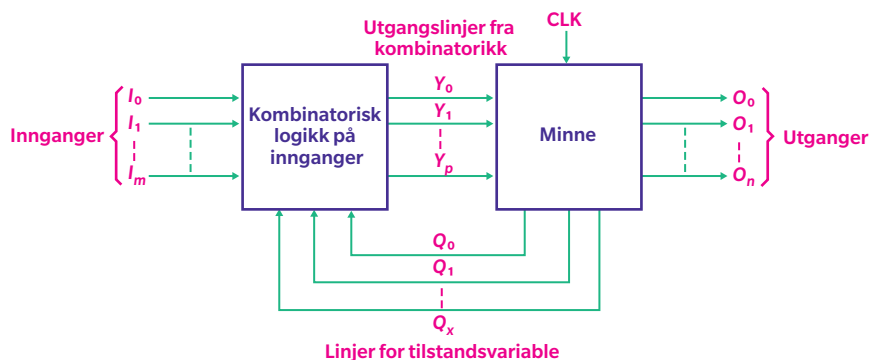 Utgangslinjer fra
kombinatorikk
CLK
Innganger
I0
I1
Im
Kombinatorisk
logikk på
innganger
Y0
Y1
Yp
Minne
O0
O1
On
Utganger
Q0
Q1
Qx
Linjer for tilstandsvariable